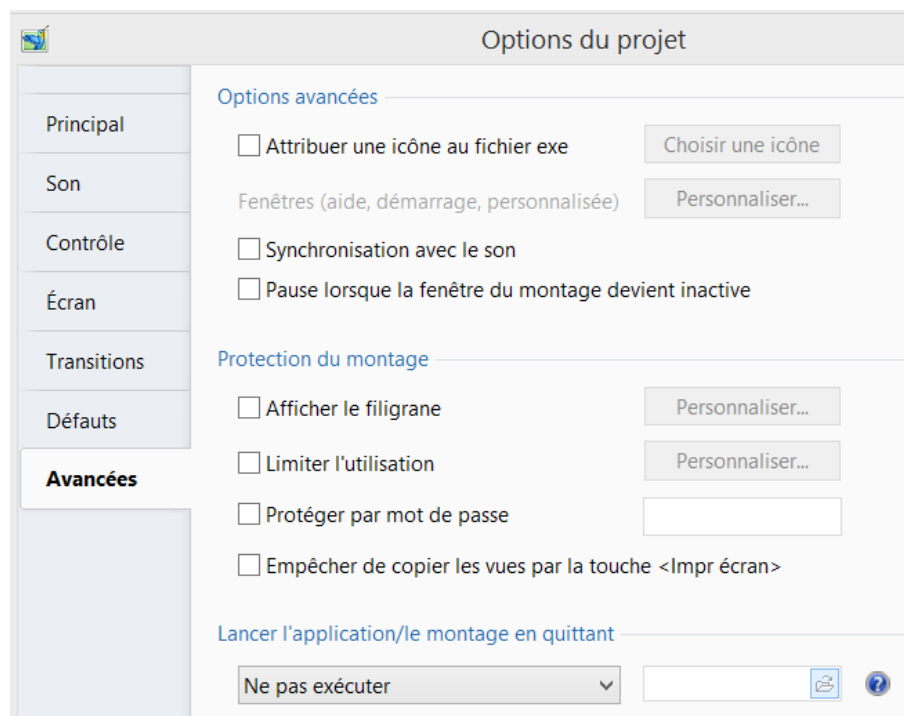 Options du projet
Options avancées
Principal
Attribuer une icône au fichier exe
Choisir une icône
Son
Fenêtres (aide, démarrage, personnalisée)
Personnaliser...
Contrôle
Synchronisation avec le son
Pause lorsque la fenêtre du montage devient inactive
Écran
Transitions
Protection du montage
Afficher le filigrane
Personnaliser...
Défauts
Limiter l'utilisation
Personnaliser...
Avancées
Protéger par mot de passe
Empêcher de copier les vues par la touche <Impr écran>
Lancer l'application/le montage en quittant
Ne pas exécuter
?